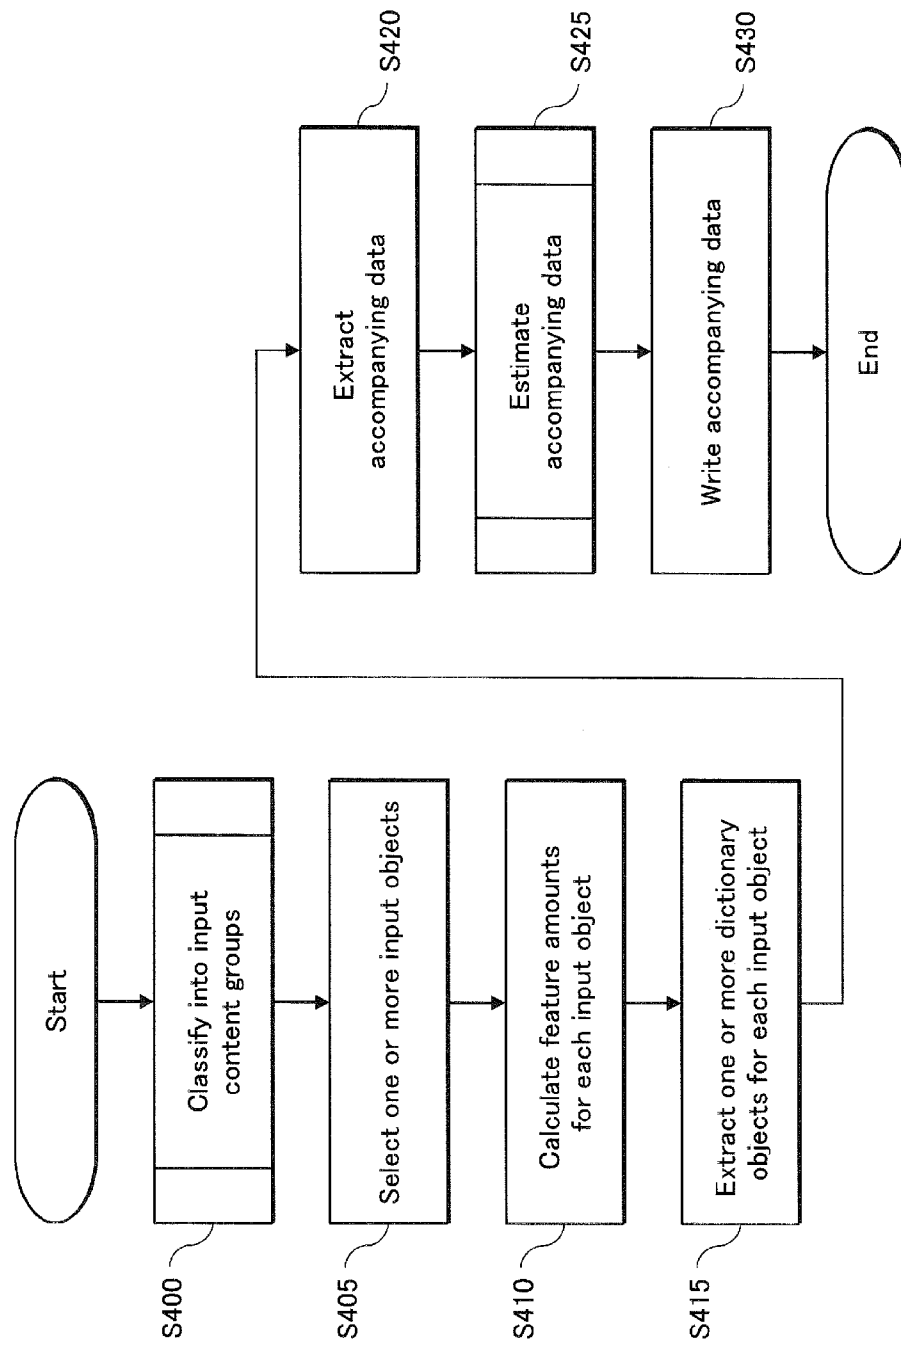 Start
S400
Classify into input
content groups
S405
Select one or more input objects
S410
Calculate feature amounts
for each input object
S415
Extract one or more dictionary
objects for each input object
S420
Extract
accompanying data
S425
Estimate
accompanying data
S430
Write accompanying data
End